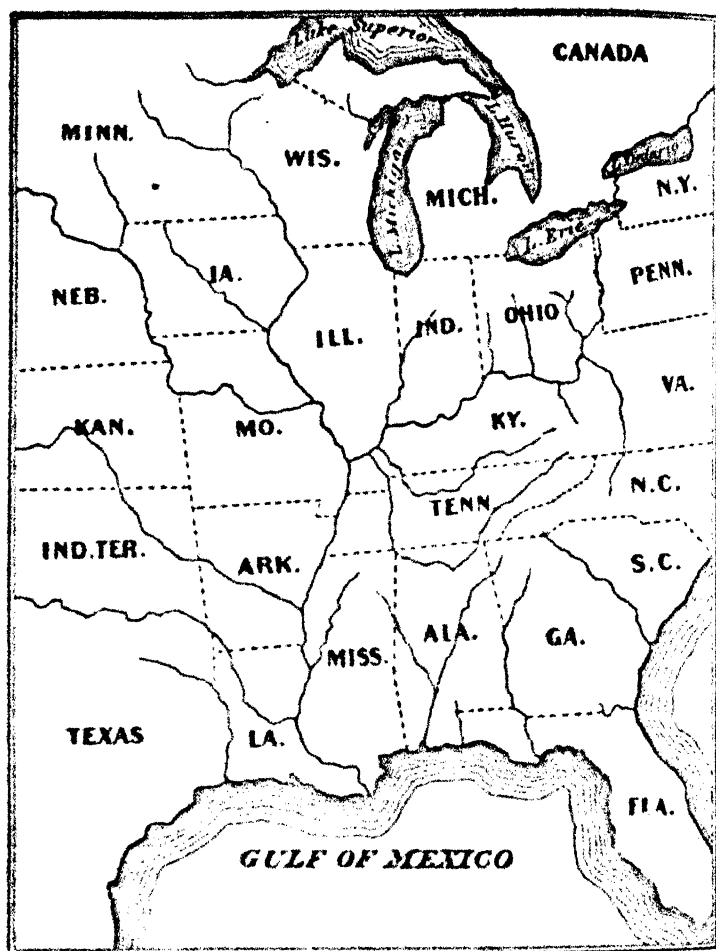 Lake Superior
CANADA
MINN.
WIS.
L. Michigan
L. Huron
MICH.
L. Ontario
N.Y.
L. Erie
IA.
NEB.
PENN.
ILL.
IND.
OHIO
VA.
KAN.
MO.
KY.
TENN
N.C.
IND.TER.
ARK.
S.C.
MISS.
ALA.
GA.
TEXAS
LA.
FLA.
GULF OF MEXICO